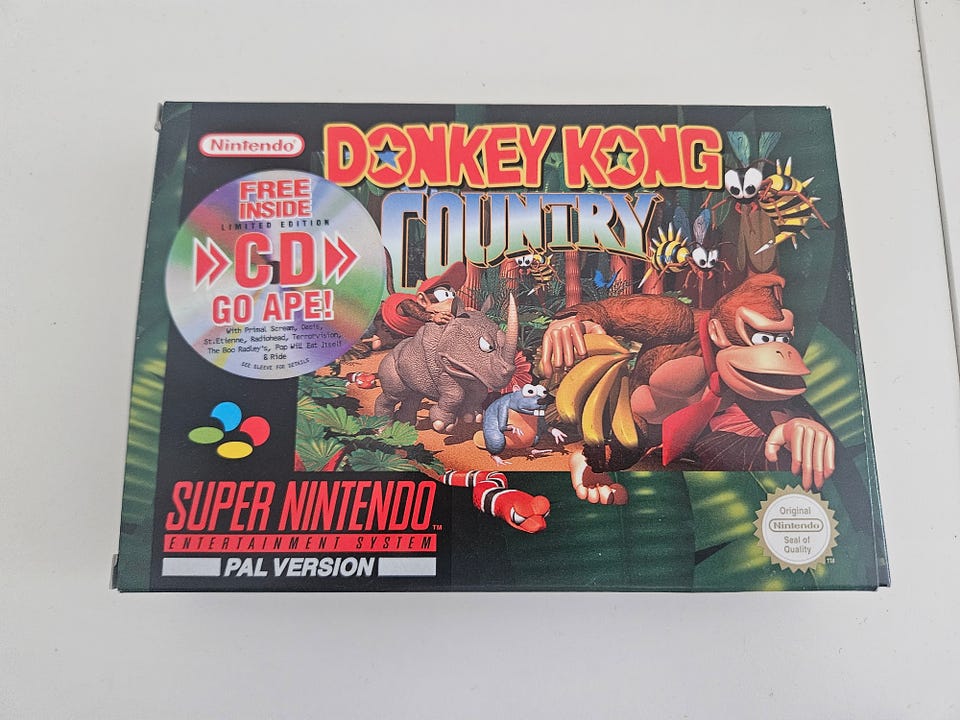 Nintendo®
DONKEY KONG
COUNTRY
FREE
INSIDE
LIMITED EDITION
CD
GO APE!
With Primal Scream, Oasis,
St.Etienne, Radiohead, Terrorvision,
The Boo Radley's, Pop Will Eat Itself
& Ride
SEE SLEEVE FOR DETAILS
SUPER NINTENDO™
ENTERTAINMENT SYSTEM
PAL VERSION
Original
Nintendo
Seal of
Quality
TM